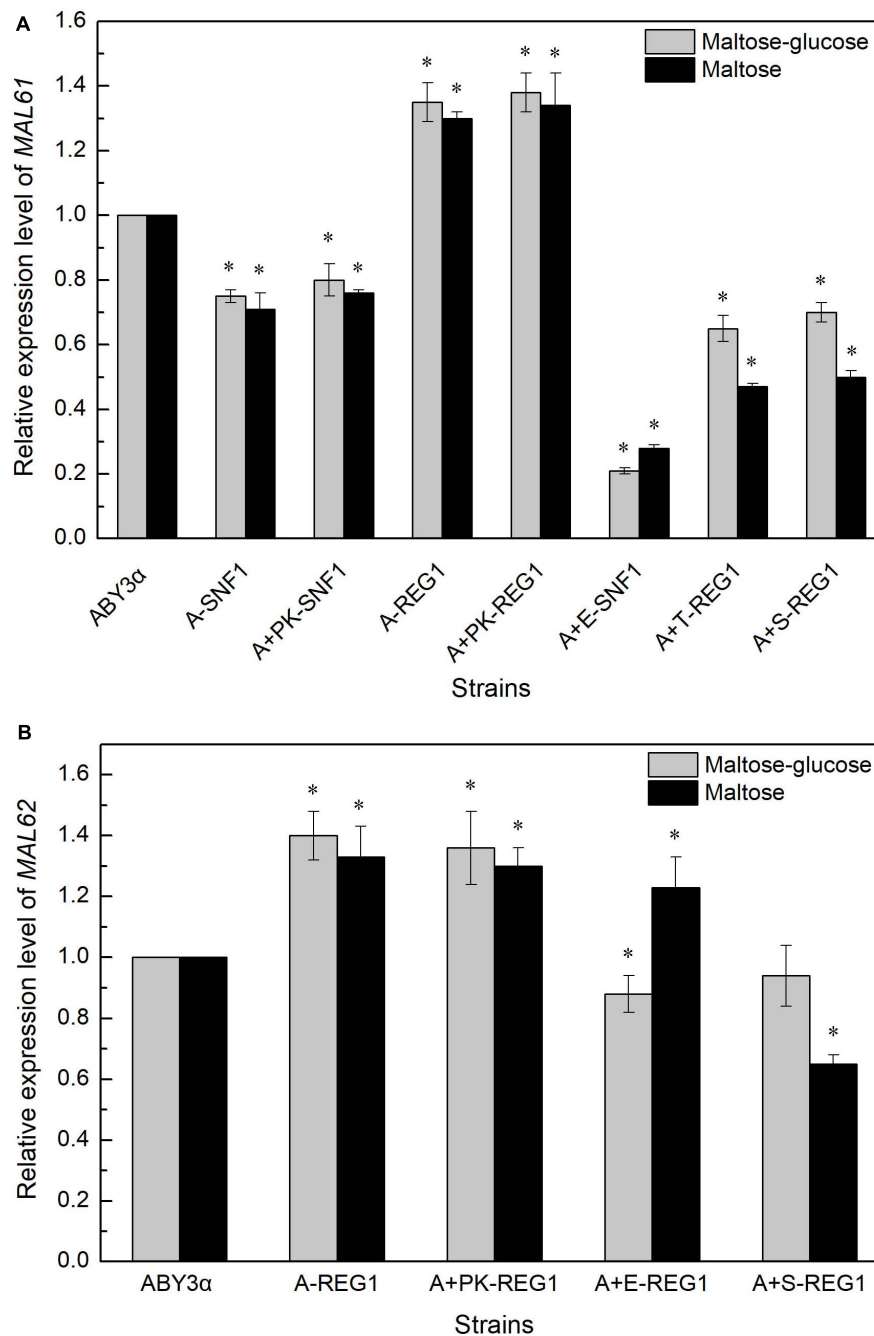 A
Relative expression level of MAL61
1.6
1.4
1.2
1.0
0.8
0.6
0.4
0.2
0.0
Maltose-glucose
Maltose
* * * * * * * * * * * * * *
ABY3α
A-SNF1
A+PK-SNF1
A-REG1
A+PK-REG1
A+E-SNF1
A+T-REG1
A+S-REG1
Strains
B
Relative expression level of MAL62
1.6
1.4
1.2
1.0
0.8
0.6
0.4
0.2
0.0
Maltose-glucose
Maltose
* * * * * * *
ABY3α
A-REG1
A+PK-REG1
A+E-REG1
A+S-REG1
Strains